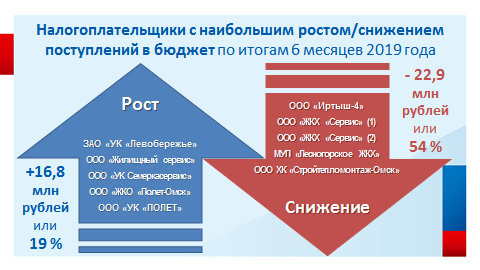 Налогоплательщики с наибольшим ростом/снижением
поступлений в бюджет по итогам 6 месяцев 2019 года
Рост
ЗАО «УК «Левобережье»
ООО «Жилищный сервис»
ООО «УК Семеркасервис»
ООО «ЖКО «Полет-Омск»
ООО «УК «ПОЛЕТ»
+16,8
млн
рублей
или
19 %
ООО «Иртыш-4»
ООО «ЖКХ «Сервис» (1)
ООО «ЖКХ «Сервис» (2)
МУП «Лесногорское ЖКХ»
ООО ХК «Стройтепломонтаж-Омск»
Снижение
- 22,9
млн
рублей
или
54 %